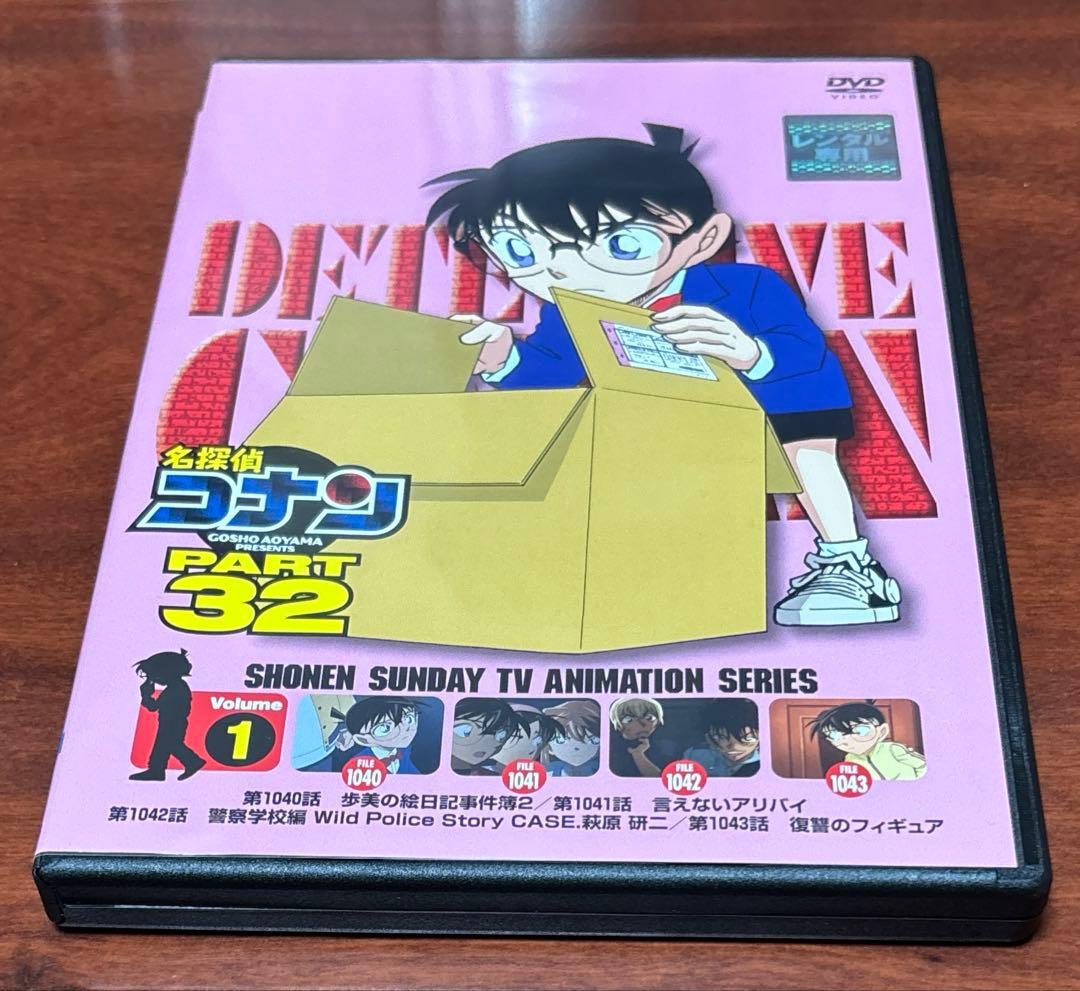 DVD
VIDEO
レンタル
専用
DETECTIVE
CONAN
名探偵
コナン
GOSHO AOYAMA
PRESENTS
PART
32
SHONEN SUNDAY TV ANIMATION SERIES
Volume
1
FILE
1040
FILE
1041
FILE
1042
FILE
1043
第1040話 歩美の絵日記事件簿2/第1041話 言えないアリバイ
第1042話 警察学校編 Wild Police Story CASE.萩原 研二/第1043話 復讐のフィギュア